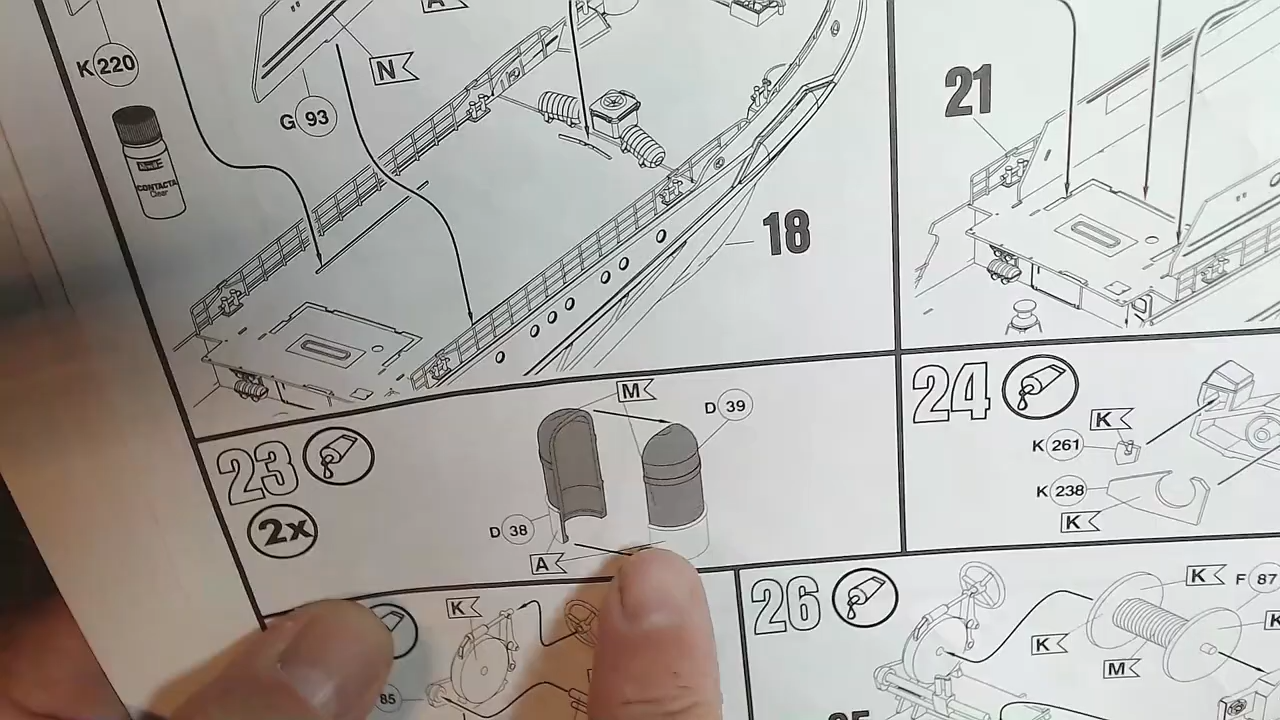 A
K 220
N
G 93
CONTACTA
Clear
18
21
23
2x
M
D 39
D 38
A
24
K
K 261
K 238
K
K
85
26
K
F 87
K
K
M